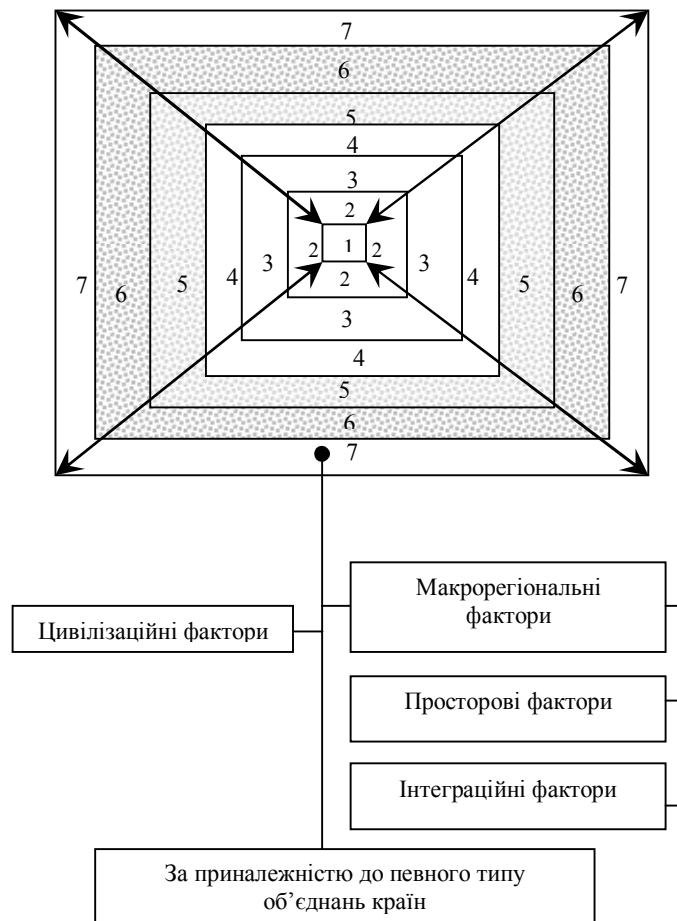 7
6
5
4
3
2
7 6 5 4 3 2 1 2 3 4 5 6 7
2
3
4
5
6
7
Макрорегіональні
фактори
Цивілізаційні фактори
Просторові фактори
Інтеграційні фактори
За приналежністю до певного типу
об’єднань країн